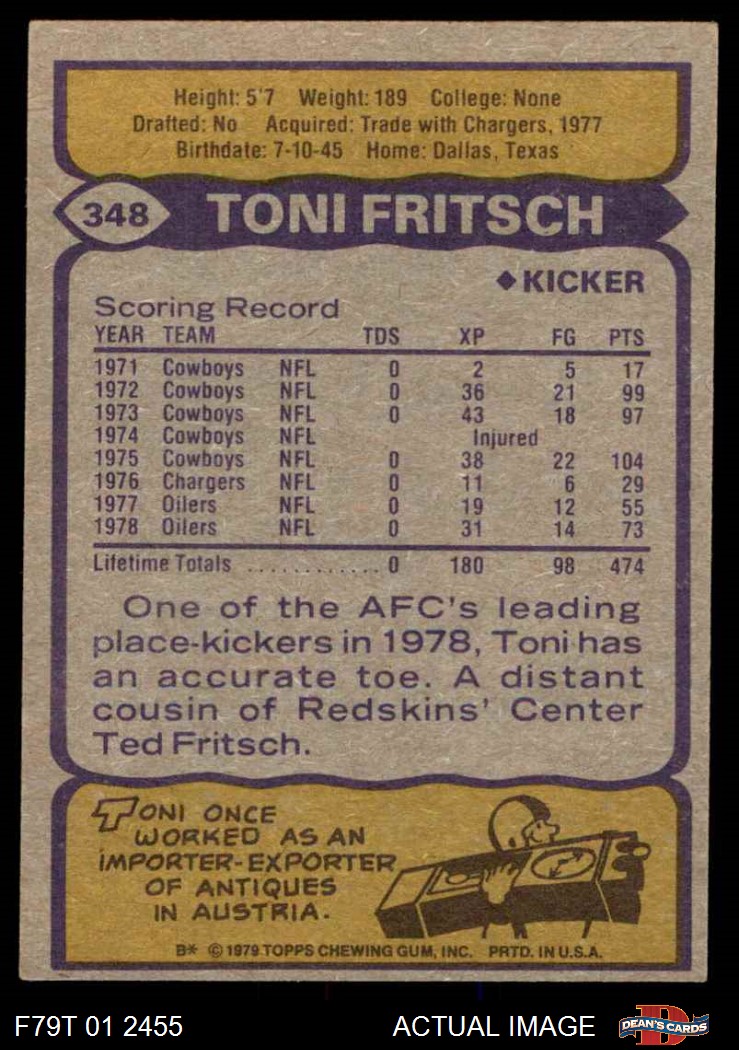 Height: 5'7 Weight: 189 College: None
Drafted: No Acquired: Trade with Chargers, 1977
Birthdate: 7-10-45 Home: Dallas, Texas
348 TONI FRITSCH
◆KICKER
Scoring Record
YEAR TEAM TDS XP FG PTS
1971 Cowboys NFL 0 2 5 17
1972 Cowboys NFL 0 36 21 99
1973 Cowboys NFL 0 43 18 97
1974 Cowboys NFL Injured
1975 Cowboys NFL 0 38 22 104
1976 Chargers NFL 0 11 6 29
1977 Oilers NFL 0 19 12 55
1978 Oilers NFL 0 31 14 73
Lifetime Totals ............ 0 180 98 474
One of the AFC's leading
place-kickers in 1978, Toni has
an accurate toe. A distant
cousin of Redskins' Center
Ted Fritsch.
TONI ONCE
WORKED AS AN
IMPORTER-EXPORTER
OF ANTIQUES
IN AUSTRIA.
B* © 1979 TOPPS CHEWING GUM, INC. PRTD. IN U.S.A.
F79T 01 2455 ACTUAL IMAGE D DEAN'S CARDS